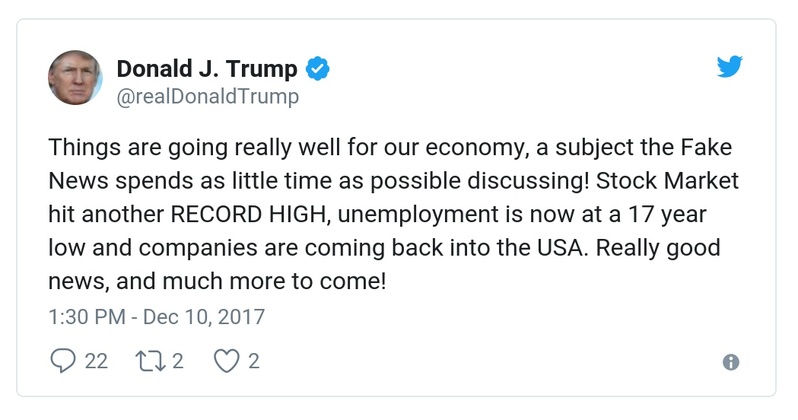 Donald J. Trump
@realDonaldTrump
Things are going really well for our economy, a subject the Fake
News spends as little time as possible discussing! Stock Market
hit another RECORD HIGH, unemployment is now at a 17 year
low and companies are coming back into the USA. Really good
news, and much more to come!
1:30 PM - Dec 10, 2017
22 2 2